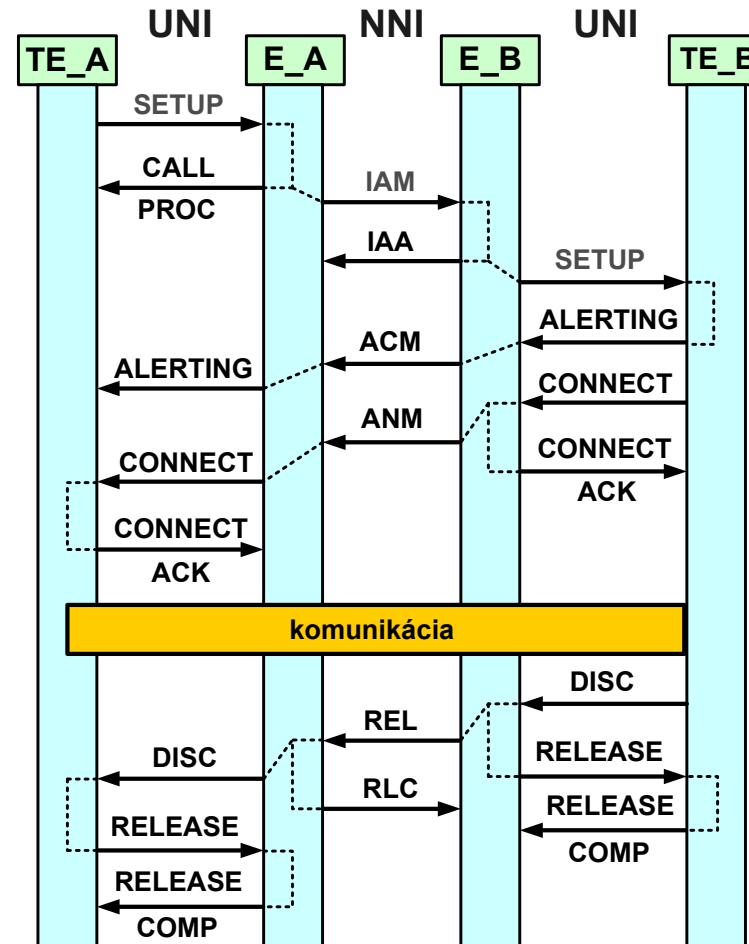 UNI NNI UNI
TE_A E_A E_B TE_B
SETUP
CALL
PROC
IAM
IAA
SETUP
ALERTING
ACM
ALERTING
CONNECT
ANM
CONNECT
ACK
CONNECT
CONNECT
ACK
komunikácia
DISC
REL
DISC
RELEASE
RLC
RELEASE
COMP
RELEASE
RELEASE
COMP